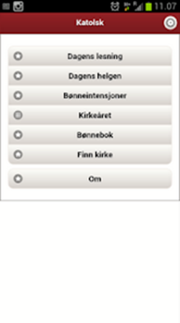 11.07
Katolsk
Dagens lesning
Dagens helgen
Bønneintensjoner
Kirkeåret
Bønnebok
Finn kirke
Om